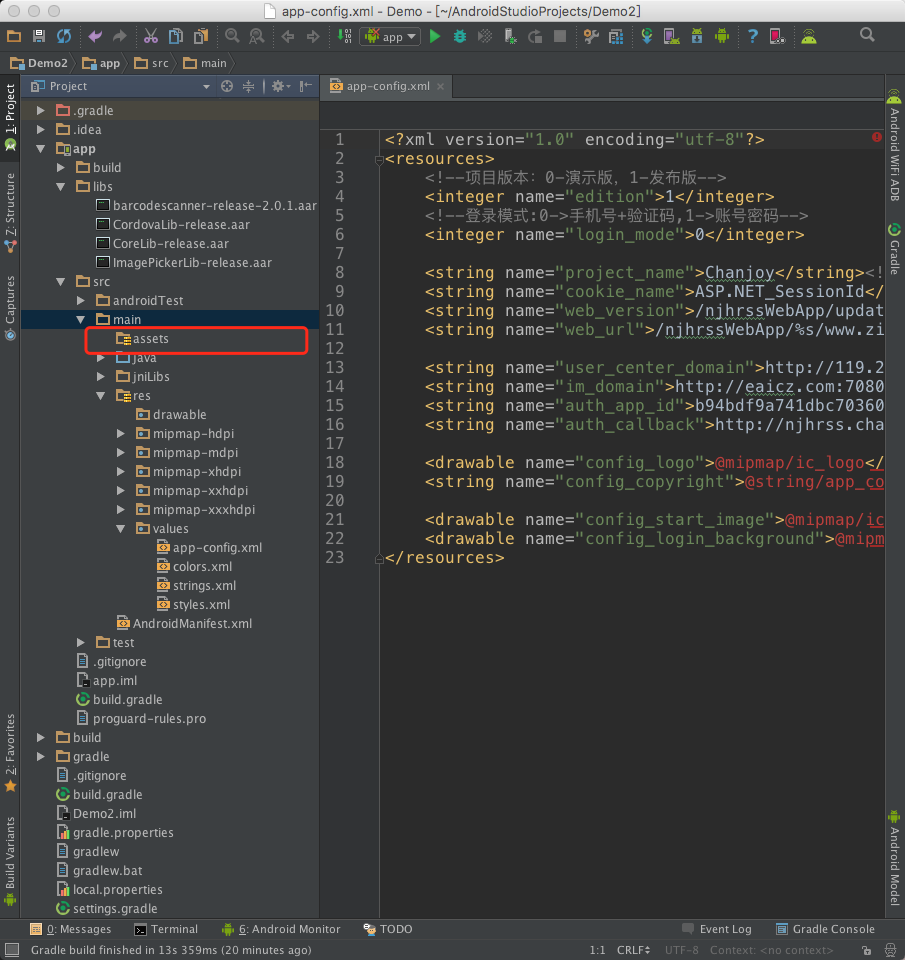 app-config.xml - Demo - [~/AndroidStudioProjects/Demo2]
app
Demo2
app
src
main
Project
app-config.xml
1: Project
7: Structure
Captures
2: Favorites
Build Variants
.gradle
.idea
app
build
libs
barcodescanner-release-2.0.1.aar
CordovaLib-release.aar
CoreLib-release.aar
ImagePickerLib-release.aar
src
androidTest
main
assets
java
jniLibs
res
drawable
mipmap-hdpi
mipmap-mdpi
mipmap-xhdpi
mipmap-xxhdpi
mipmap-xxxhdpi
values
app-config.xml
colors.xml
strings.xml
styles.xml
AndroidManifest.xml
test
.gitignore
app.iml
build.gradle
proguard-rules.pro
build
gradle
.gitignore
build.gradle
Demo2.iml
gradle.properties
gradlew
gradlew.bat
local.properties
settings.gradle
1 <?xml version="1.0" encoding="utf-8"?>
2 <resources>
3 <!--项目版本: 0-演示版, 1-发布版-->
4 <integer name="edition">1</integer>
5 <!--登录模式:0->手机号+验证码,1->账号密码-->
6 <integer name="login_mode">0</integer>
7
8 <string name="project_name">Chanjoy</string><!
9 <string name="cookie_name">ASP.NET_SessionId</
10 <string name="web_version">/njhrssWebApp/updat
11 <string name="web_url">/njhrssWebApp/%s/www.zi
12
13 <string name="user_center_domain">http://119.2
14 <string name="im_domain">http://eaicz.com:7080
15 <string name="auth_app_id">b94bdf9a741dbc70360
16 <string name="auth_callback">http://njhrss.cha
17
18 <drawable name="config_logo">@mipmap/ic_logo</
19 <string name="config_copyright">@string/app_co
20
21 <drawable name="config_start_image">@mipmap/ic
22 <drawable name="config_login_background">@mipm
23 </resources>
Android WiFi ADB
Gradle
Android Model
0: Messages
Terminal
6: Android Monitor
TODO
Event Log
Gradle Console
Gradle build finished in 13s 359ms (20 minutes ago)
1:1
CRLF
UTF-8
Context: <no context>